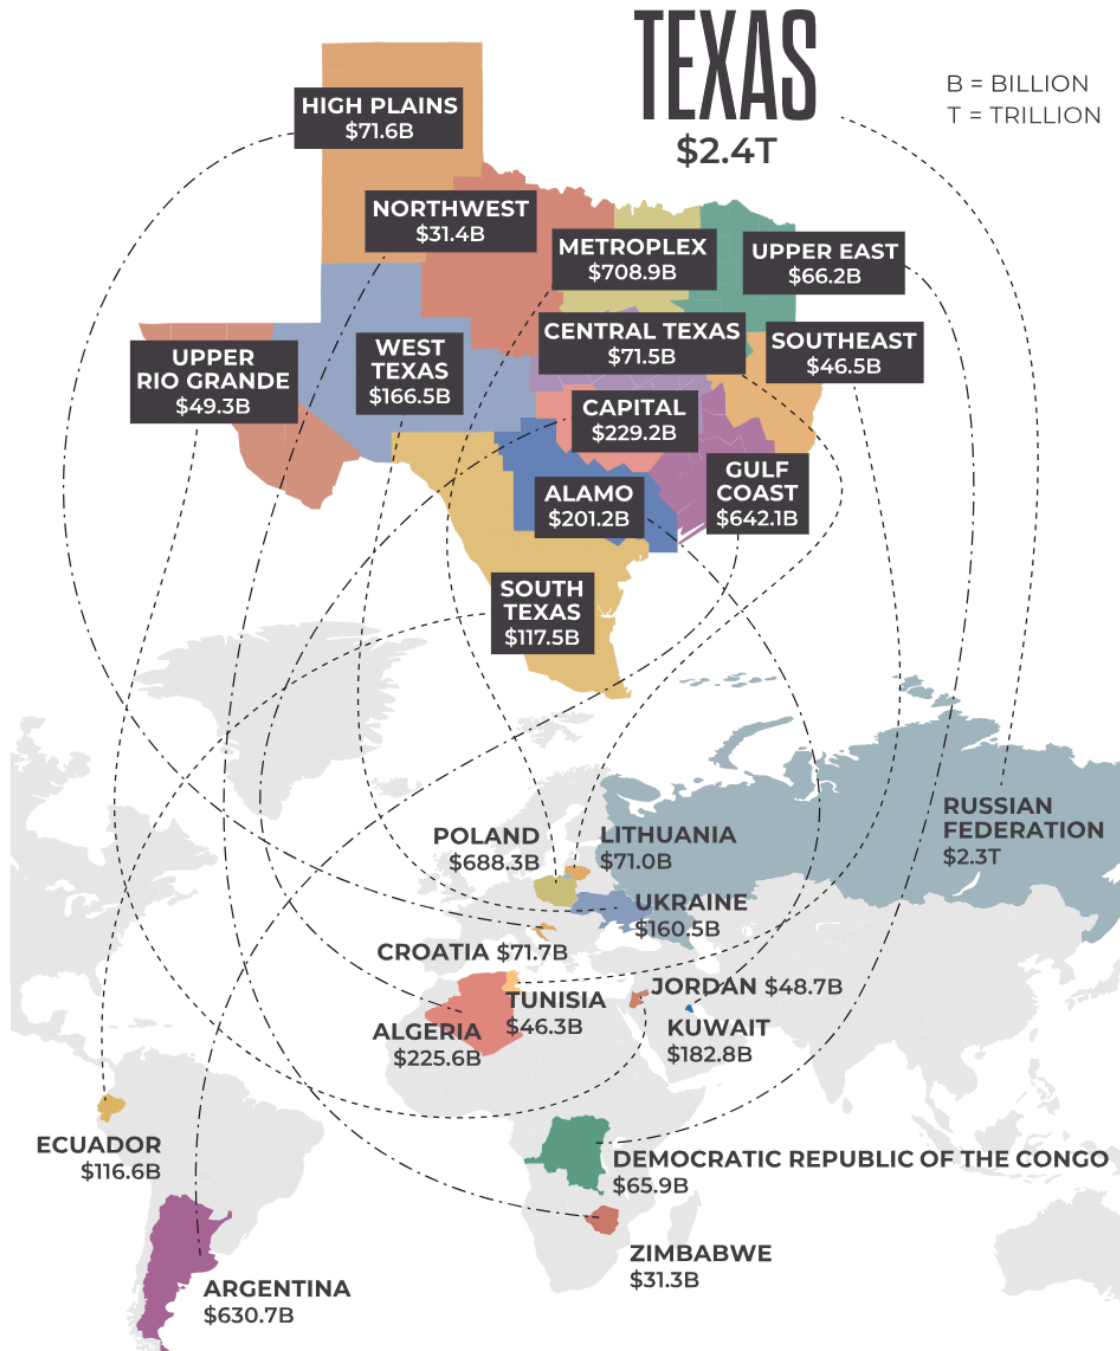 TEXAS
$2.4T
B = BILLION
T = TRILLION
HIGH PLAINS
$71.6B
NORTHWEST
$31.4B
METROPLEX
$708.9B
UPPER EAST
$66.2B
CENTRAL TEXAS
$71.5B
SOUTHEAST
$46.5B
UPPER
RIO GRANDE
$49.3B
WEST
TEXAS
$166.5B
CAPITAL
$229.2B
GULF
COAST
$642.1B
ALAMO
$201.2B
SOUTH
TEXAS
$117.5B
RUSSIAN
FEDERATION
$2.3T
POLAND
$688.3B
LITHUANIA
$71.0B
UKRAINE
$160.5B
CROATIA $71.7B
JORDAN $48.7B
TUNISIA
$46.3B
ALGERIA
$225.6B
KUWAIT
$182.8B
ECUADOR
$116.6B
DEMOCRATIC REPUBLIC OF THE CONGO
$65.9B
ZIMBABWE
$31.3B
ARGENTINA
$630.7B